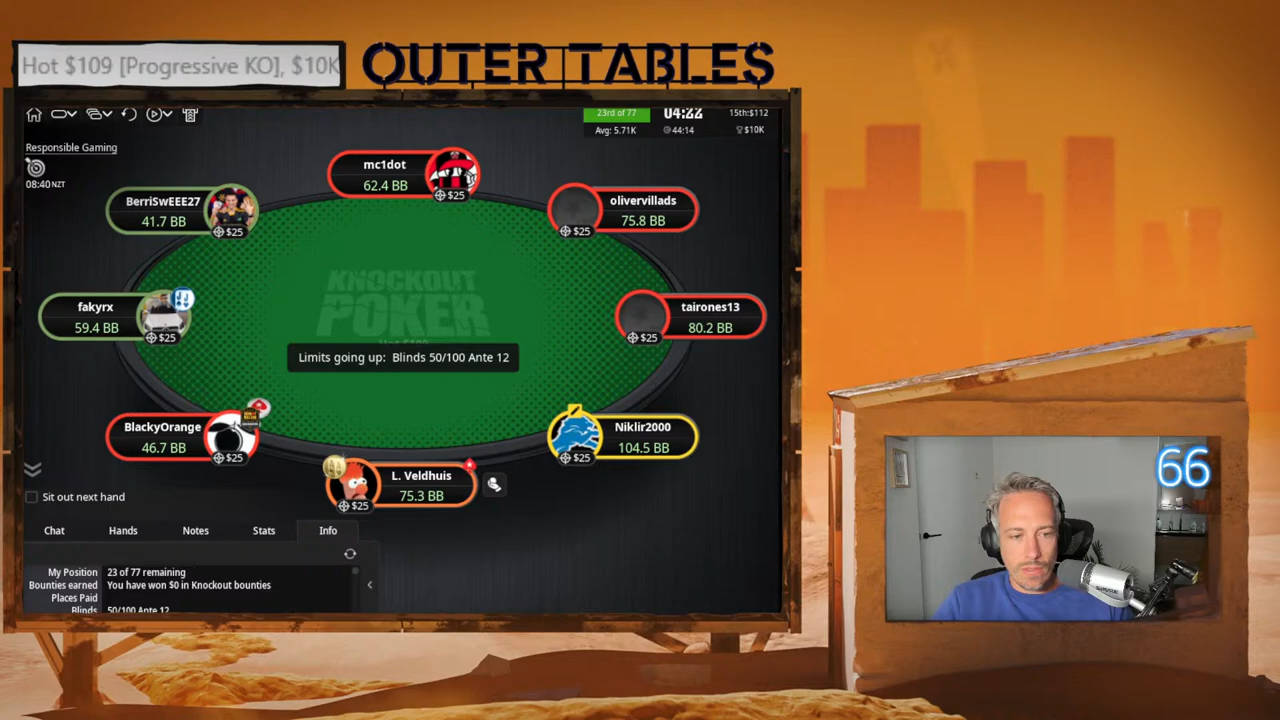 Hot $109 [Progressive KO], $10K
OUTER TABLES
23rd of 77
04:22
15th:$112
Avg: 5.71K
44:14
$10K
Responsible Gaming
08:40 NZT
mc1dot
62.4 BB
$25
BerriSwEEE27
41.7 BB
$25
olivervillads
75.8 BB
$25
fakyrx
59.4 BB
$25
KNOCKOUT
POKER
tairones13
80.2 BB
$25
Limits going up: Blinds 50/100 Ante 12
BlackyOrange
46.7 BB
$25
Niklir2000
104.5 BB
$25
L. Veldhuis
75.3 BB
$25
66
Sit out next hand
Chat
Hands
Notes
Stats
Info
My Position
23 of 77 remaining
Bounties earned
You have won $0 in Knockout bounties
Places Paid
Blinds
50/100 Ante 12